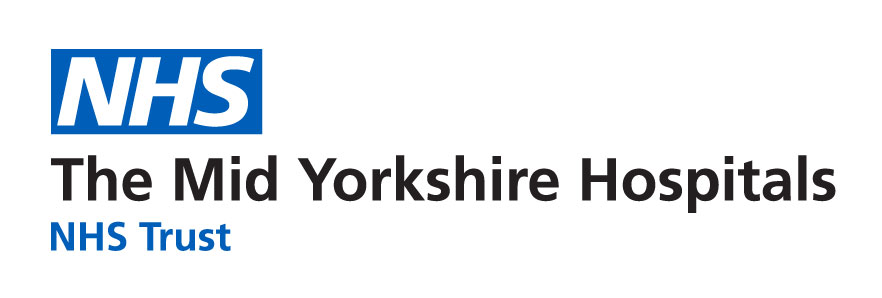 NHS
The Mid Yorkshire Hospitals
NHS Trust